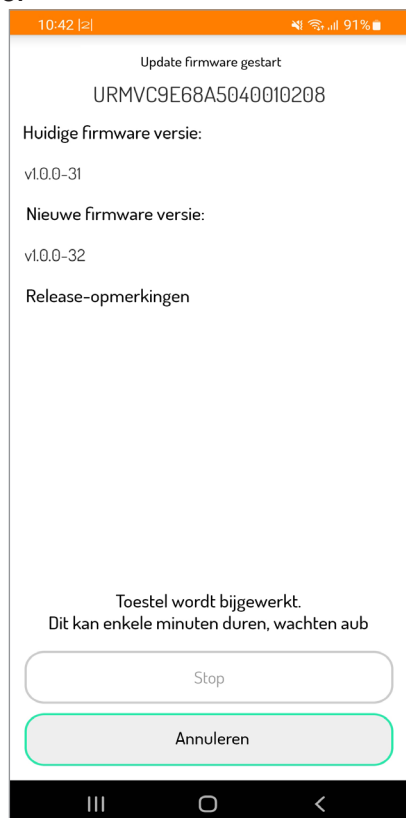 10:42 |2| 91%
Update firmware gestart
URMVC9E68A5040010208
Huidige firmware versie:
v1.0.0-31
Nieuwe firmware versie:
v1.0.0-32
Release-opmerkingen
Toestel wordt bijgewerkt.
Dit kan enkele minuten duren, wachten aub
Stop
Annuleren